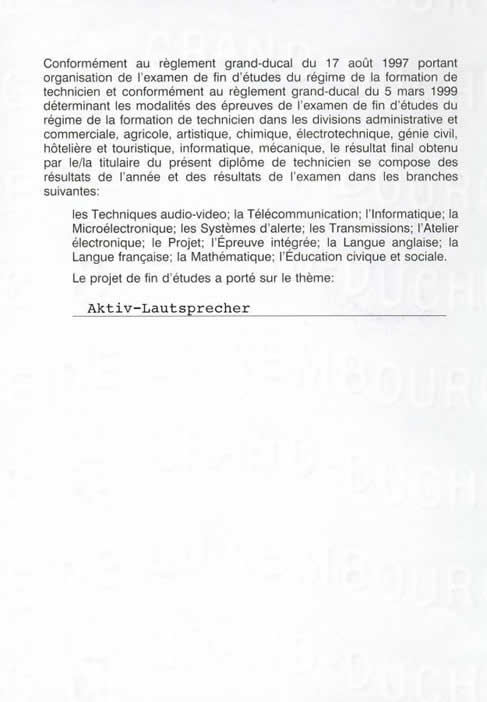 Conformément au règlement grand-ducal du 17 août 1997 portant
organisation de l'examen de fin d'études du régime de la formation de
technicien et conformément au règlement grand-ducal du 5 mars 1999
déterminant les modalités des épreuves de l'examen de fin d'études du
régime de la formation de technicien dans les divisions administrative et
commerciale, agricole, artistique, chimique, électrotechnique, génie civil,
hôtelière et touristique, informatique, mécanique, le résultat final obtenu
par le/la titulaire du présent diplôme de technicien se compose des
résultats de l'année et des résultats de l'examen dans les branches
suivantes:
les Techniques audio-video; la Télécommunication; l'Informatique; la
Microélectronique; les Systèmes d'alerte; les Transmissions; l'Atelier
électronique; le Projet; l'Épreuve intégrée; la Langue anglaise; la
Langue française; la Mathématique; l'Éducation civique et sociale.
Le projet de fin d'études a porté sur le thème:
Aktiv-Lautsprecher